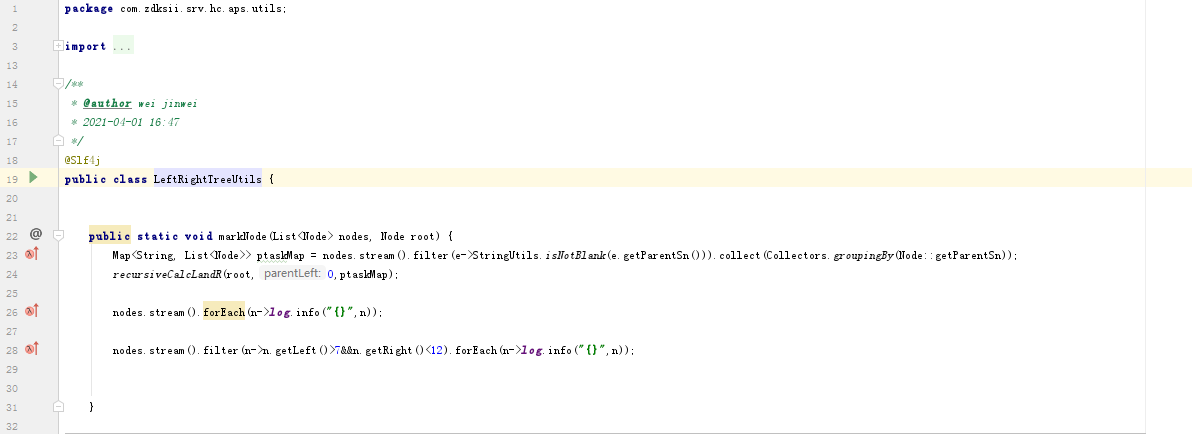 1 package com.zdksii.srv.hc.aps.utils;
2
3 import ...
13
14 /**
15 * @author wei jinwei
16 * 2021-04-01 16:47
17 */
18 @Slf4j
19 public class LeftRightTreeUtils {
20
21
22 @ public static void markNode(List<Node> nodes, Node root) {
23 Map<String, List<Node>> ptaskMap = nodes.stream().filter(e->StringUtils.isNotBlank(e.getParentSn())).collect(Collectors.groupingBy(Node::getParentSn));
24 recursiveCalcLandR(root, parentLeft: 0,ptaskMap);
25
26 nodes.stream().forEach(n->log.info("{}",n));
27
28 nodes.stream().filter(n->n.getLeft()>7&&n.getRight()<12).forEach(n->log.info("{}",n));
29
30
31 }
32